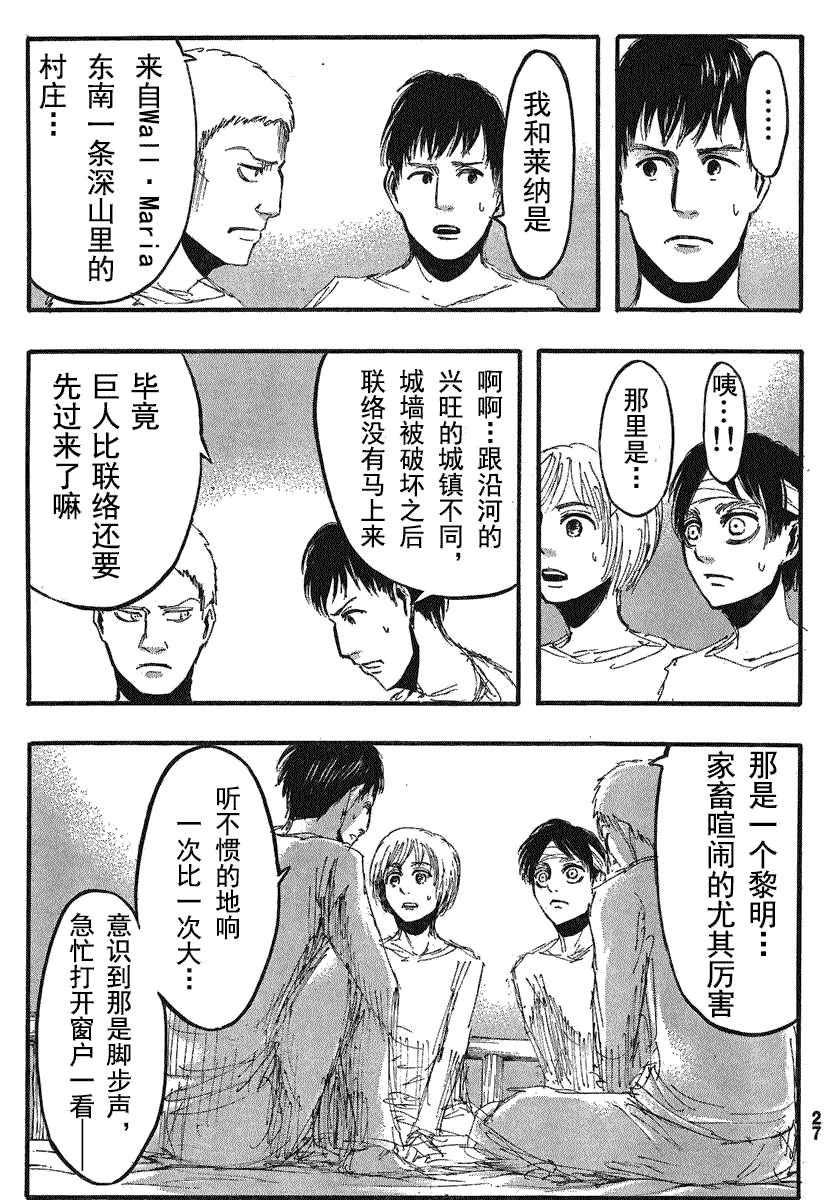 ……
我和莱纳是
来自Wall・Maria
东南一条深山里的
村庄…
咦…!!
那里是…
啊啊…跟沿河的
兴旺的城镇不同，
城墙被破坏之后
联络没有马上来
毕竟
巨人比联络还要
先过来了嘛
那是一个黎明…
家畜喧闹的尤其厉害
听不惯的地响
一次比一次大…
意识到那是脚步声，
急忙打开窗户一看——
27